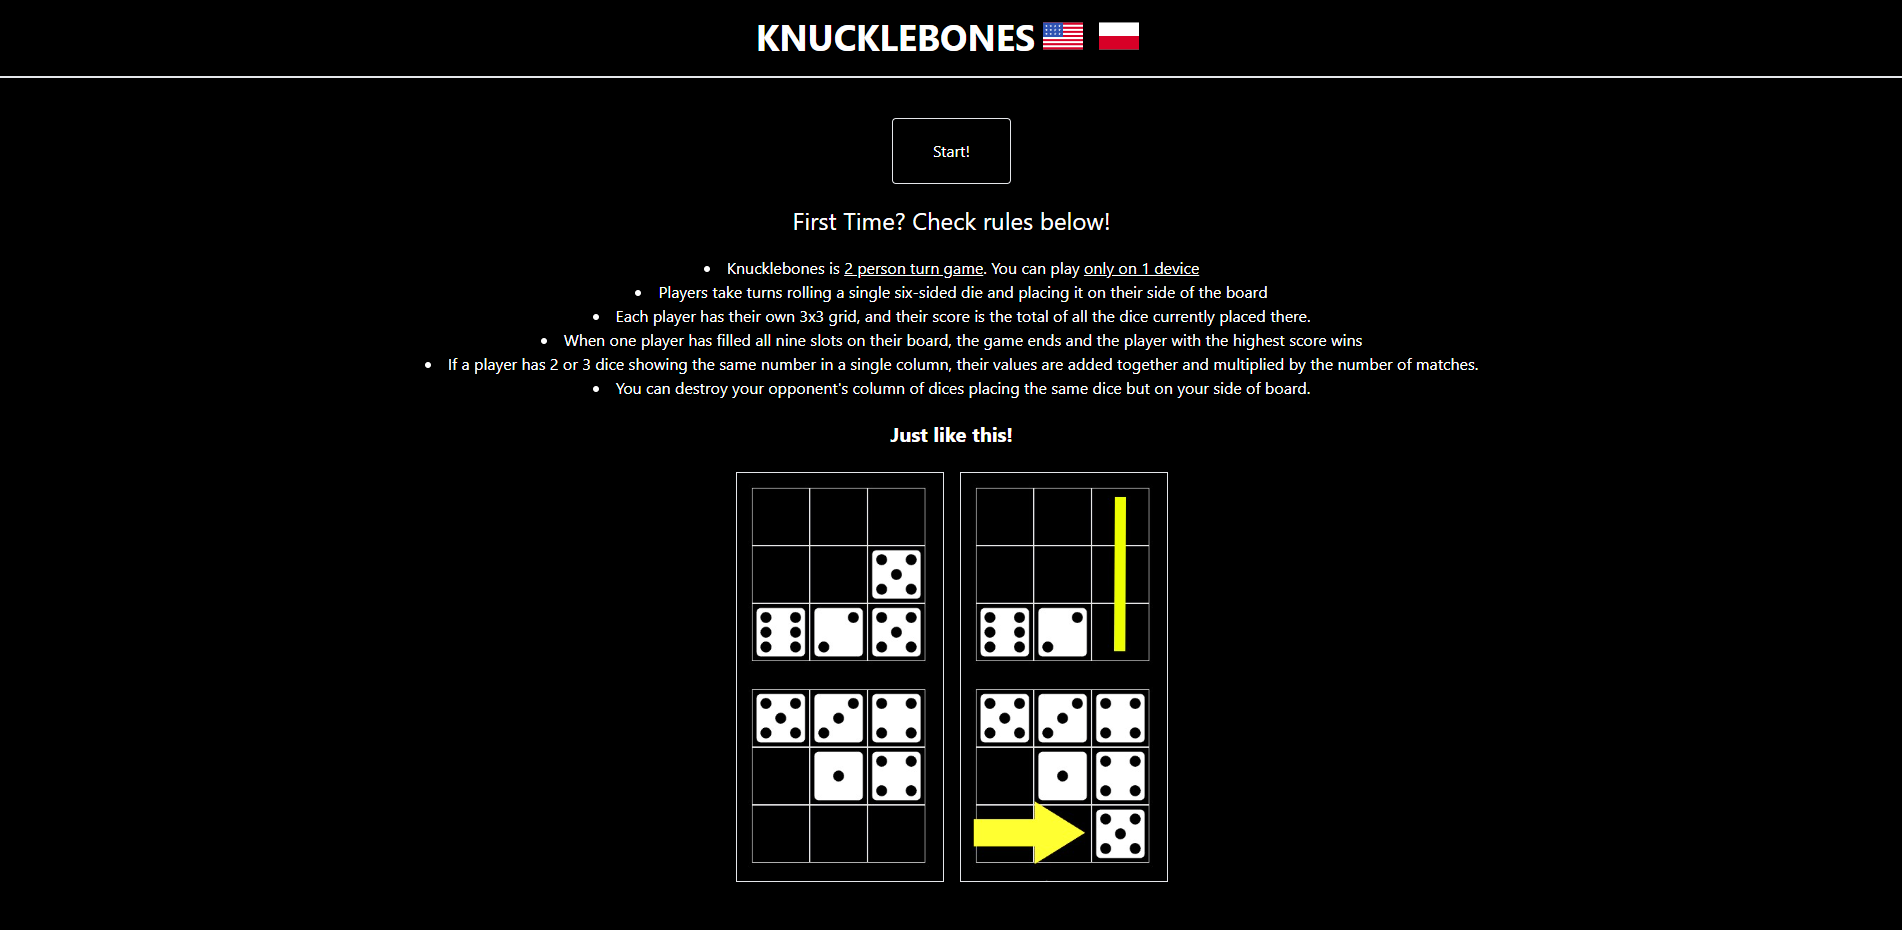 KNUCKLEBONES
Start!
First Time? Check rules below!
• Knucklebones is 2 person turn game. You can play only on 1 device
• Players take turns rolling a single six-sided die and placing it on their side of the board
• Each player has their own 3x3 grid, and their score is the total of all the dice currently placed there.
• When one player has filled all nine slots on their board, the game ends and the player with the highest score wins
• If a player has 2 or 3 dice showing the same number in a single column, their values are added together and multiplied by the number of matches.
• You can destroy your opponent's column of dices placing the same dice but on your side of board.
Just like this!